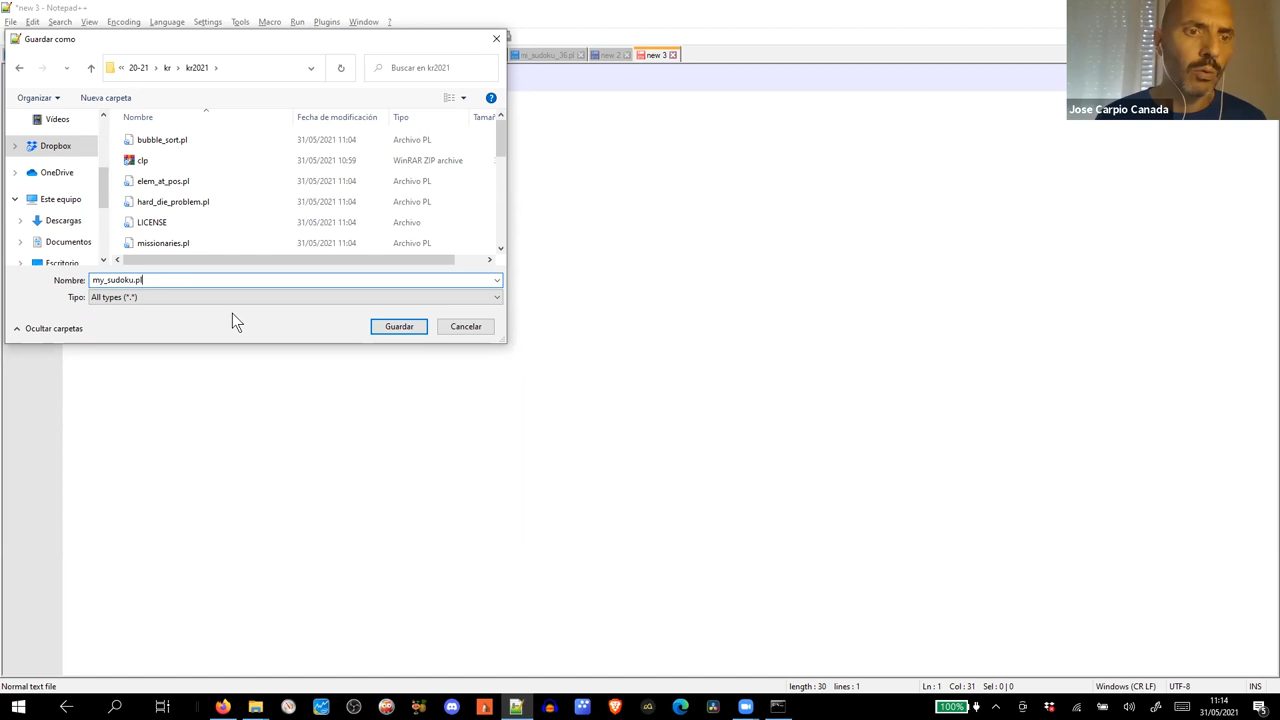 *new 3 - Notepad++
File Edit Search View Encoding Language Settings Tools Macro Run Plugins Window ?
Guardar como
mi_sudoku_36.pl new 2 new 3
« 20-21 › kr › kr2021
Buscar en kr2021
Organizar Nueva carpeta
Jose Carpio Canada
Nombre Fecha de modificación Tipo Tamañ
Vídeos
bubble_sort.pl 31/05/2021 11:04 Archivo PL
Dropbox
clp 31/05/2021 10:59 WinRAR ZIP archive
OneDrive
elem_at_pos.pl 31/05/2021 11:04 Archivo PL
Este equipo
hard_die_problem.pl 31/05/2021 11:04 Archivo PL
Descargas
LICENSE 31/05/2021 11:04 Archivo
Documentos
missionaries.pl 31/05/2021 11:04 Archivo PL
Escritorio
Nombre: my_sudoku.pl
Tipo: All types (*.*)
Ocultar carpetas Guardar Cancelar
Normal text file length : 30 lines : 1 Ln : 1 Col : 31 Sel : 0 | 0 Windows (CR LF) UTF-8 INS
100% 11:14
31/05/2021 5